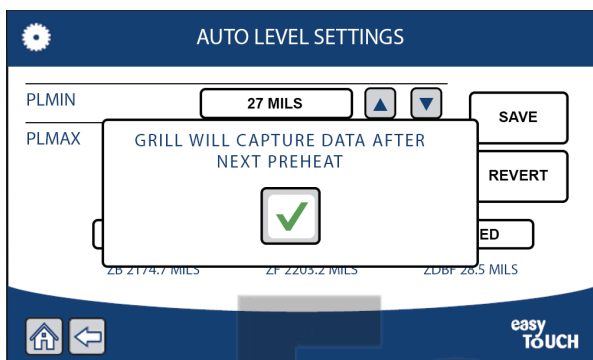 AUTO LEVEL SETTINGS
PLMIN
27 MILS
SAVE
PLMAX
GRILL WILL CAPTURE DATA AFTER
NEXT PREHEAT
REVERT
ED
ZB 2174.7 MILS
ZF 2203.2 MILS
ZDBF 28.5 MILS
easy
TOUCH